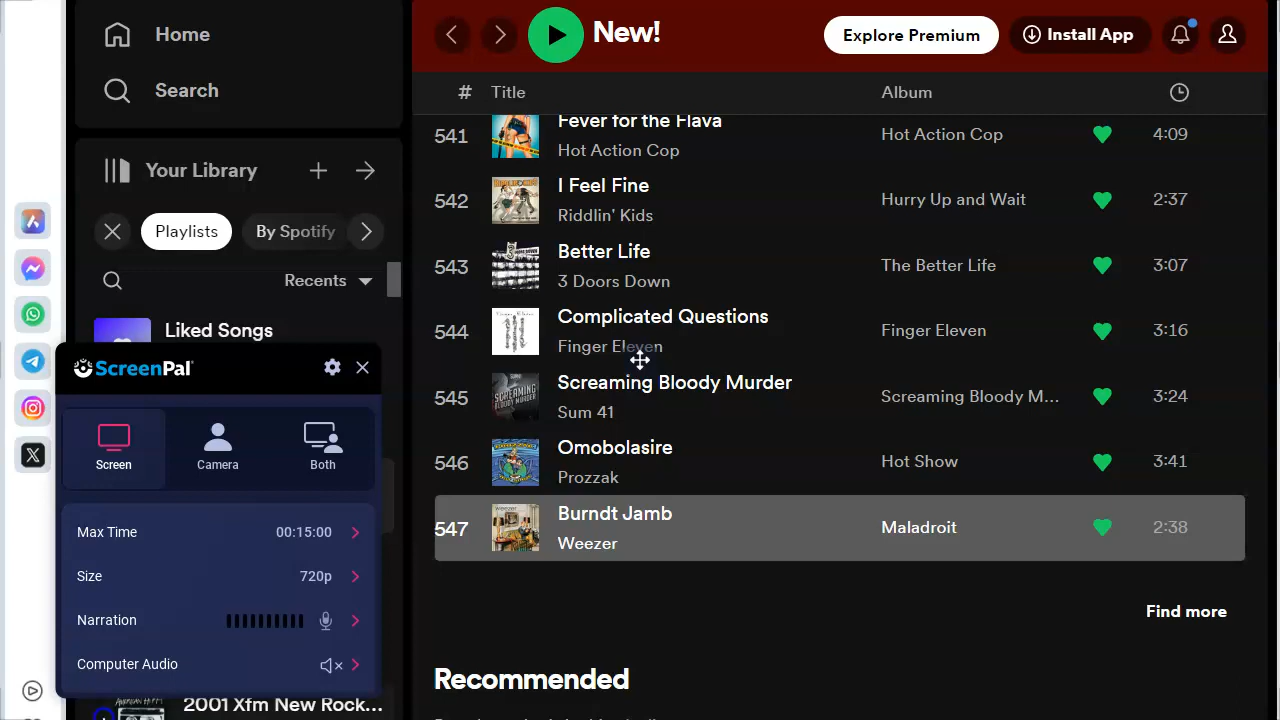 Home
Search
Your Library
Playlists
By Spotify
Recents
Liked Songs
ScreenPal
Screen
Camera
Both
Max Time 00:15:00
Size 720p
Narration
Computer Audio
2001 Xfm New Rock...
New!
Explore Premium
Install App
# Title Album
541 Fever for the Flava Hot Action Cop 4:09
Hot Action Cop
542 I Feel Fine Hurry Up and Wait 2:37
Riddlin' Kids
543 Better Life The Better Life 3:07
3 Doors Down
544 Complicated Questions Finger Eleven 3:16
Finger Eleven
545 Screaming Bloody Murder Screaming Bloody M... 3:24
Sum 41
546 Omobolasire Hot Show 3:41
Prozzak
547 Burndt Jamb Maladroit 2:38
Weezer
Find more
Recommended